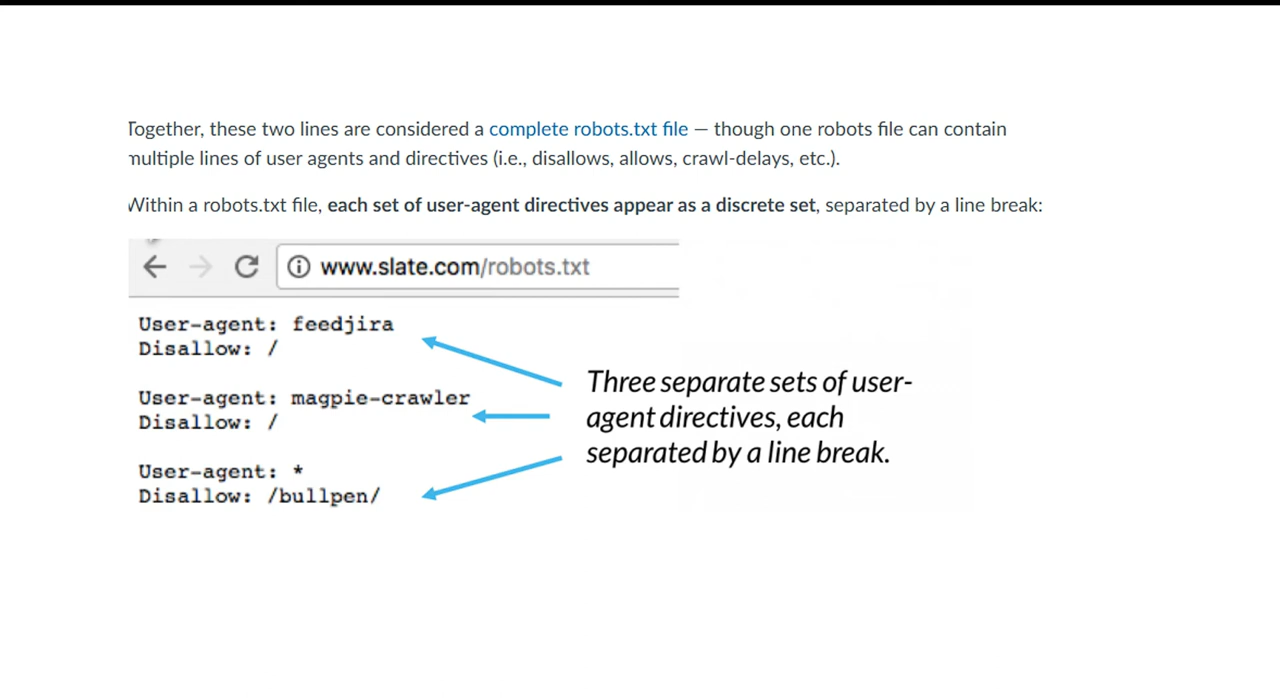 Together, these two lines are considered a complete robots.txt file — though one robots file can contain
multiple lines of user agents and directives (i.e., disallows, allows, crawl-delays, etc.).
Within a robots.txt file, each set of user-agent directives appear as a discrete set, separated by a line break:
www.slate.com/robots.txt
User-agent: feedjira
Disallow: /
User-agent: magpie-crawler
Disallow: /
User-agent: *
Disallow: /bullpen/
Three separate sets of user-
agent directives, each
separated by a line break.